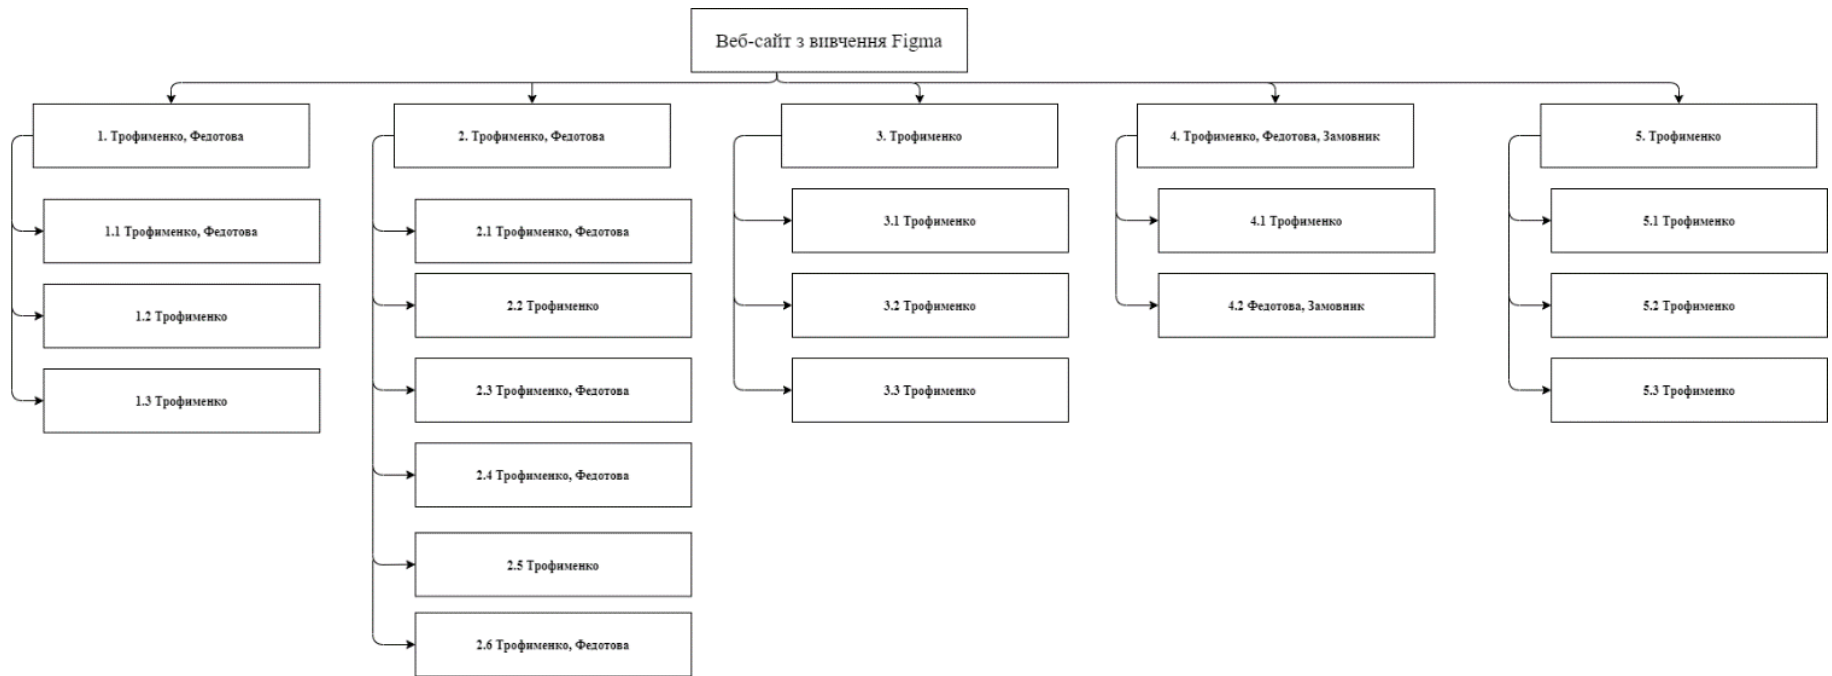 Веб-сайт з вивчення Figma
1. Трофименко, Федотова
2. Трофименко, Федотова
3. Трофименко
4. Трофименко, Федотова, Замовник
5. Трофименко
1.1 Трофименко, Федотова
1.2 Трофименко
1.3 Трофименко
2.1 Трофименко, Федотова
2.2 Трофименко
2.3 Трофименко, Федотова
2.4 Трофименко, Федотова
2.5 Трофименко
2.6 Трофименко, Федотова
3.1 Трофименко
3.2 Трофименко
3.3 Трофименко
4.1 Трофименко
4.2 Федотова, Замовник
5.1 Трофименко
5.2 Трофименко
5.3 Трофименко